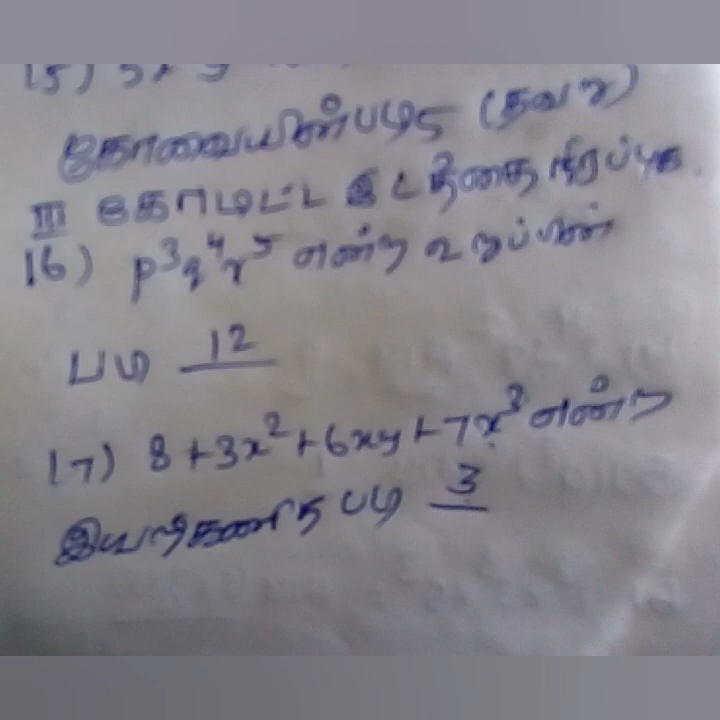 கோவையின் படி 5 (தவறு)
III கோடிட்ட இடத்தை நிரப்புக.
16) p³q⁴r⁵ என்ற உறுப்பின்
படி 12
17) 8+3x²+6xy+7x³ என்ற
இயற்கணித படி 3